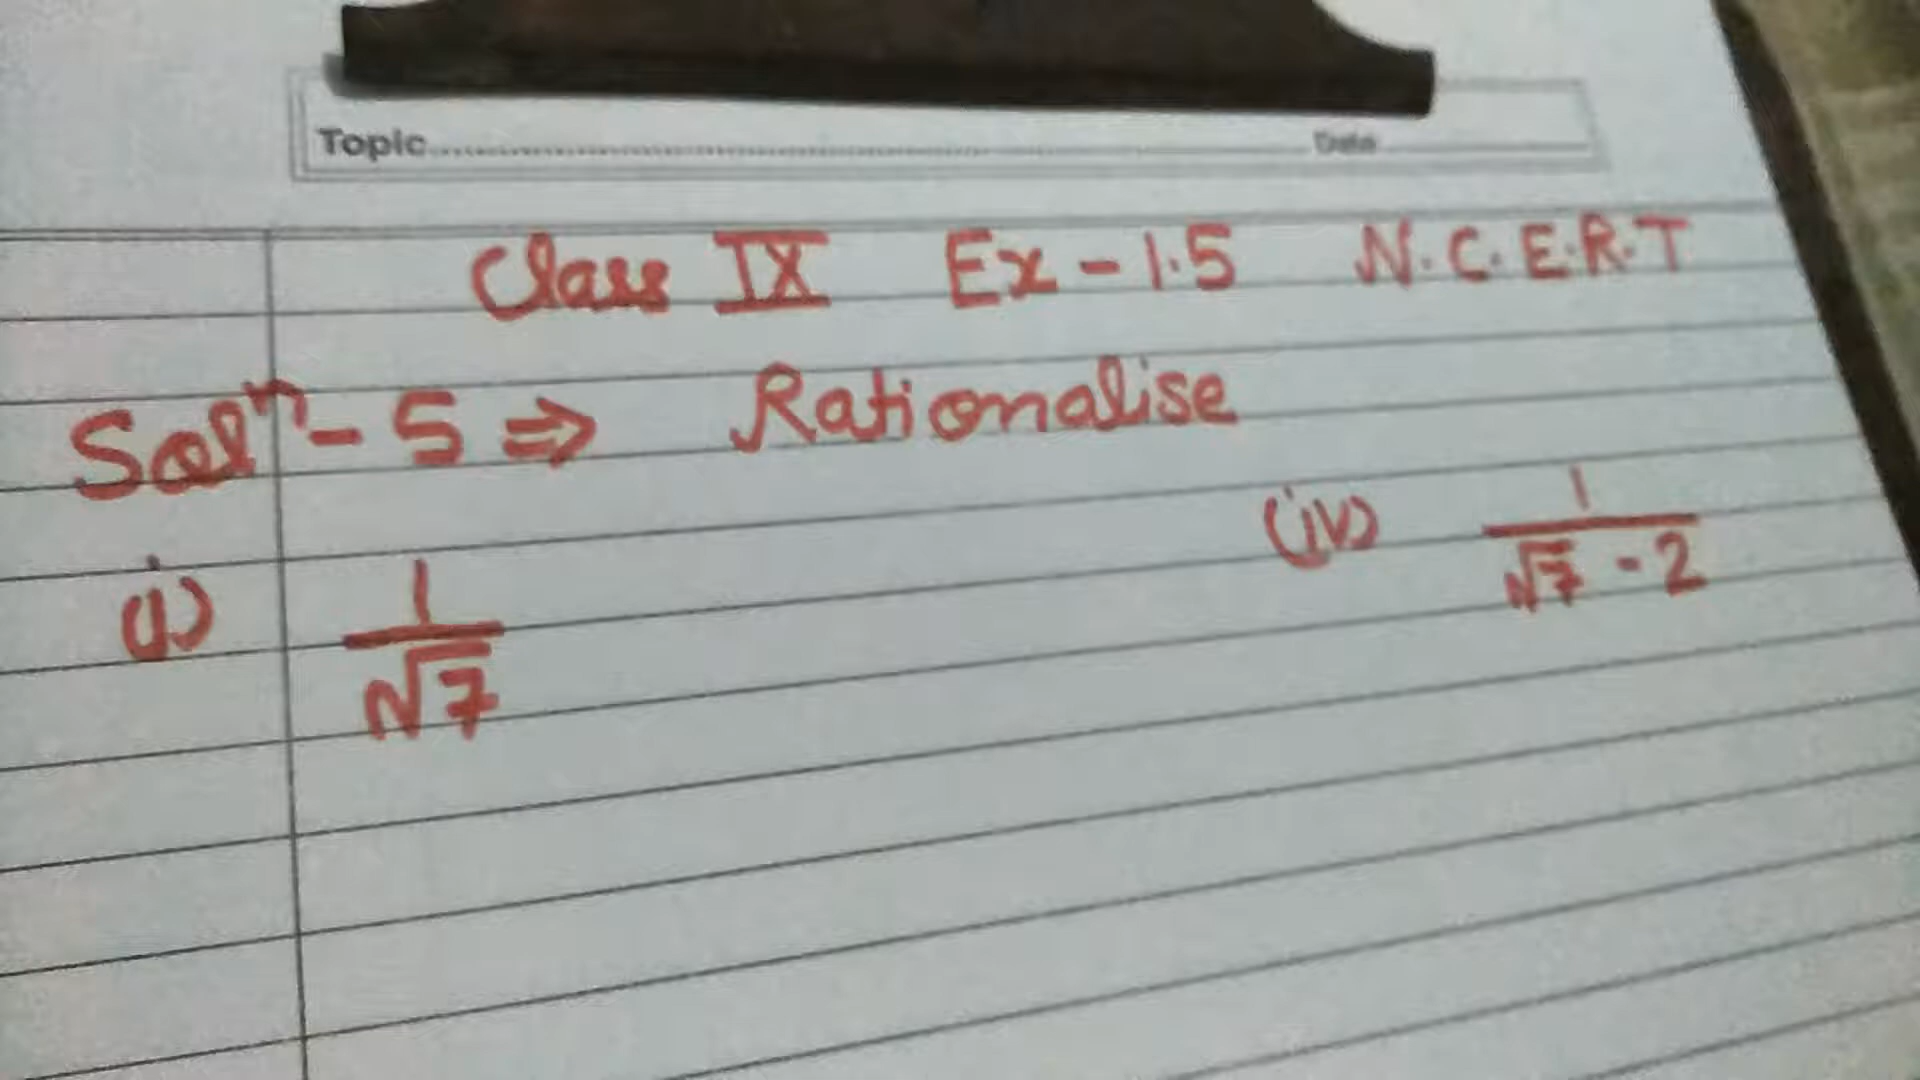 Topic Date
Class IX Ex - 1.5 N.C.E.R.T
Solⁿ - 5 ⇒ Rationalise
(i) 1/√7 (iv) 1/√7 - 2